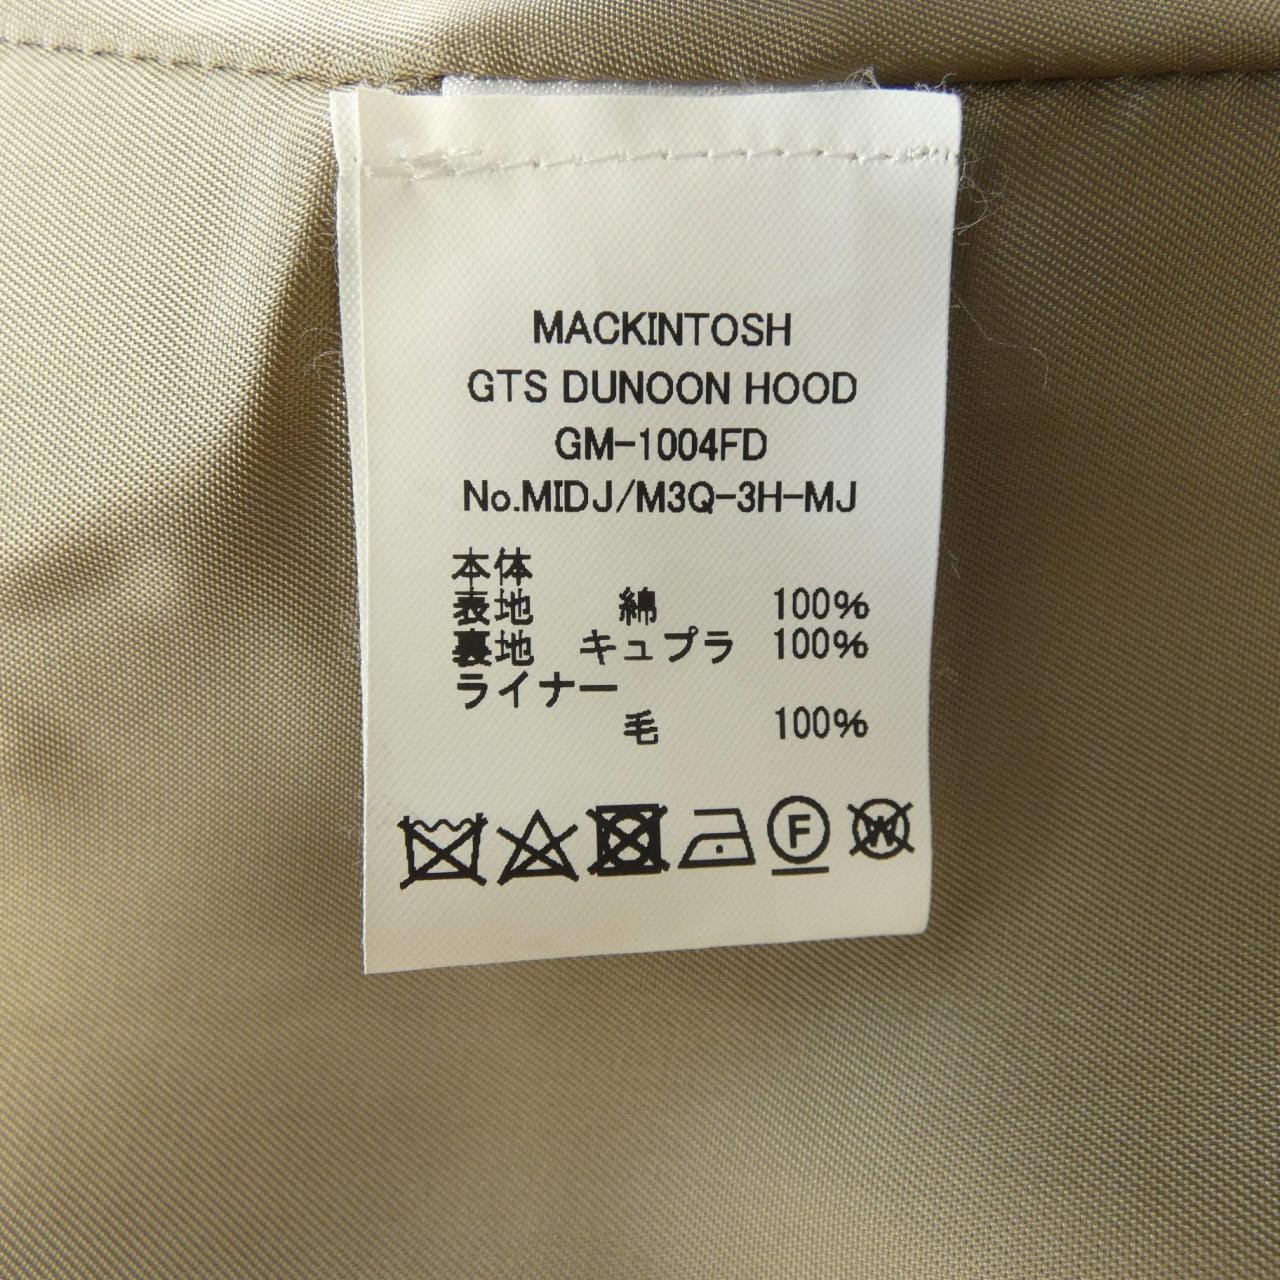 MACKINTOSH
GTS DUNOON HOOD
GM-1004FD
No.MIDJ/M3Q-3H-MJ
本体
表地 綿 100%
裏地 キュプラ 100%
ライナー
毛 100%
F W